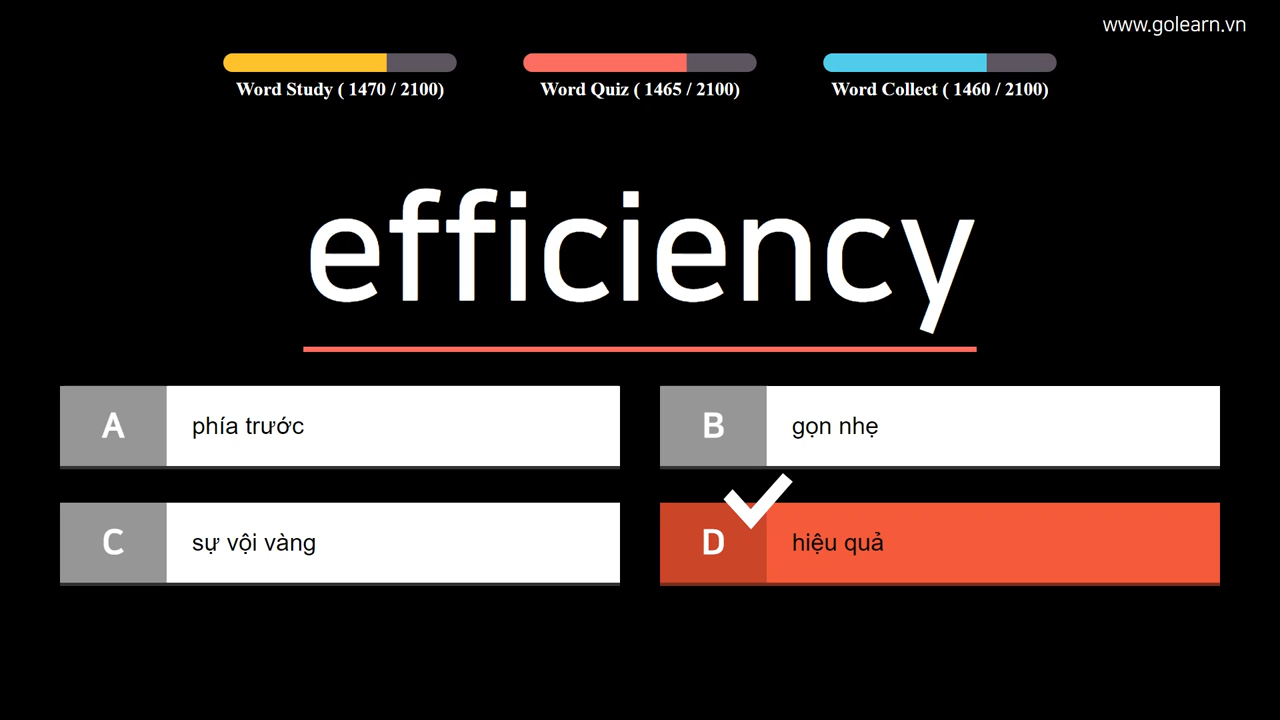 www.golearn.vn
Word Study ( 1470 / 2100)
Word Quiz ( 1465 / 2100)
Word Collect ( 1460 / 2100)
efficiency
A phía trước
B gọn nhẹ
C sự vội vàng
D hiệu quả